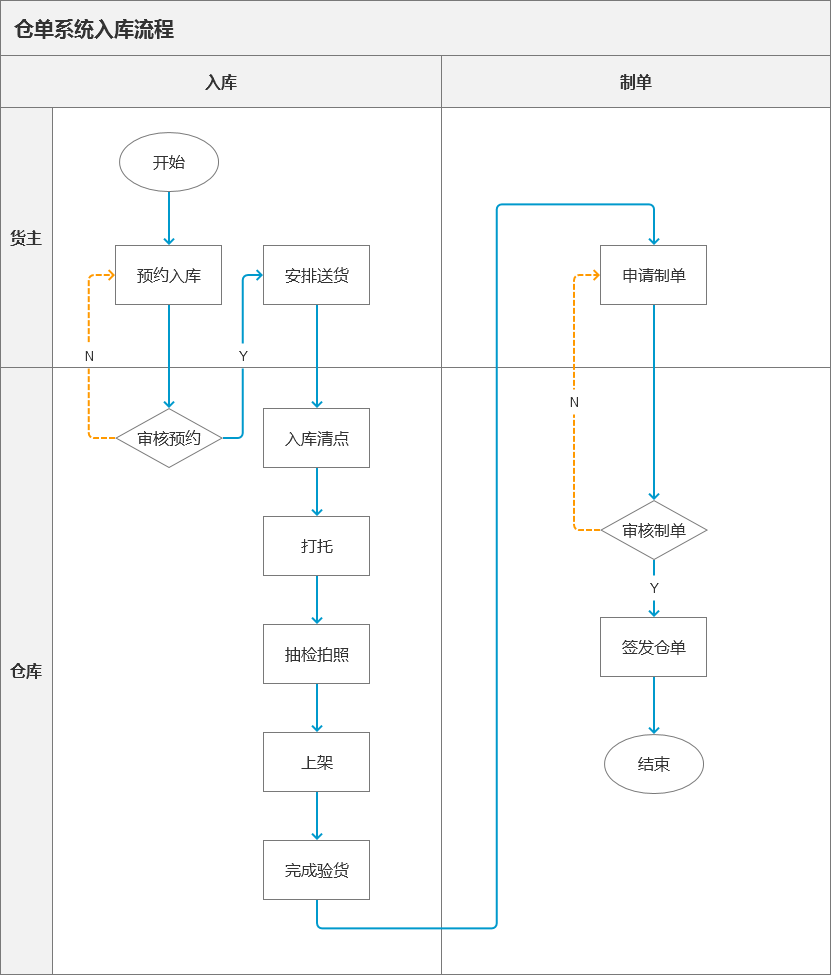 仓单系统入库流程
入库
制单
货主
开始
预约入库
安排送货
申请制单
N
Y
N
仓库
审核预约
入库清点
打托
审核制单
Y
抽检拍照
签发仓单
上架
结束
完成验货